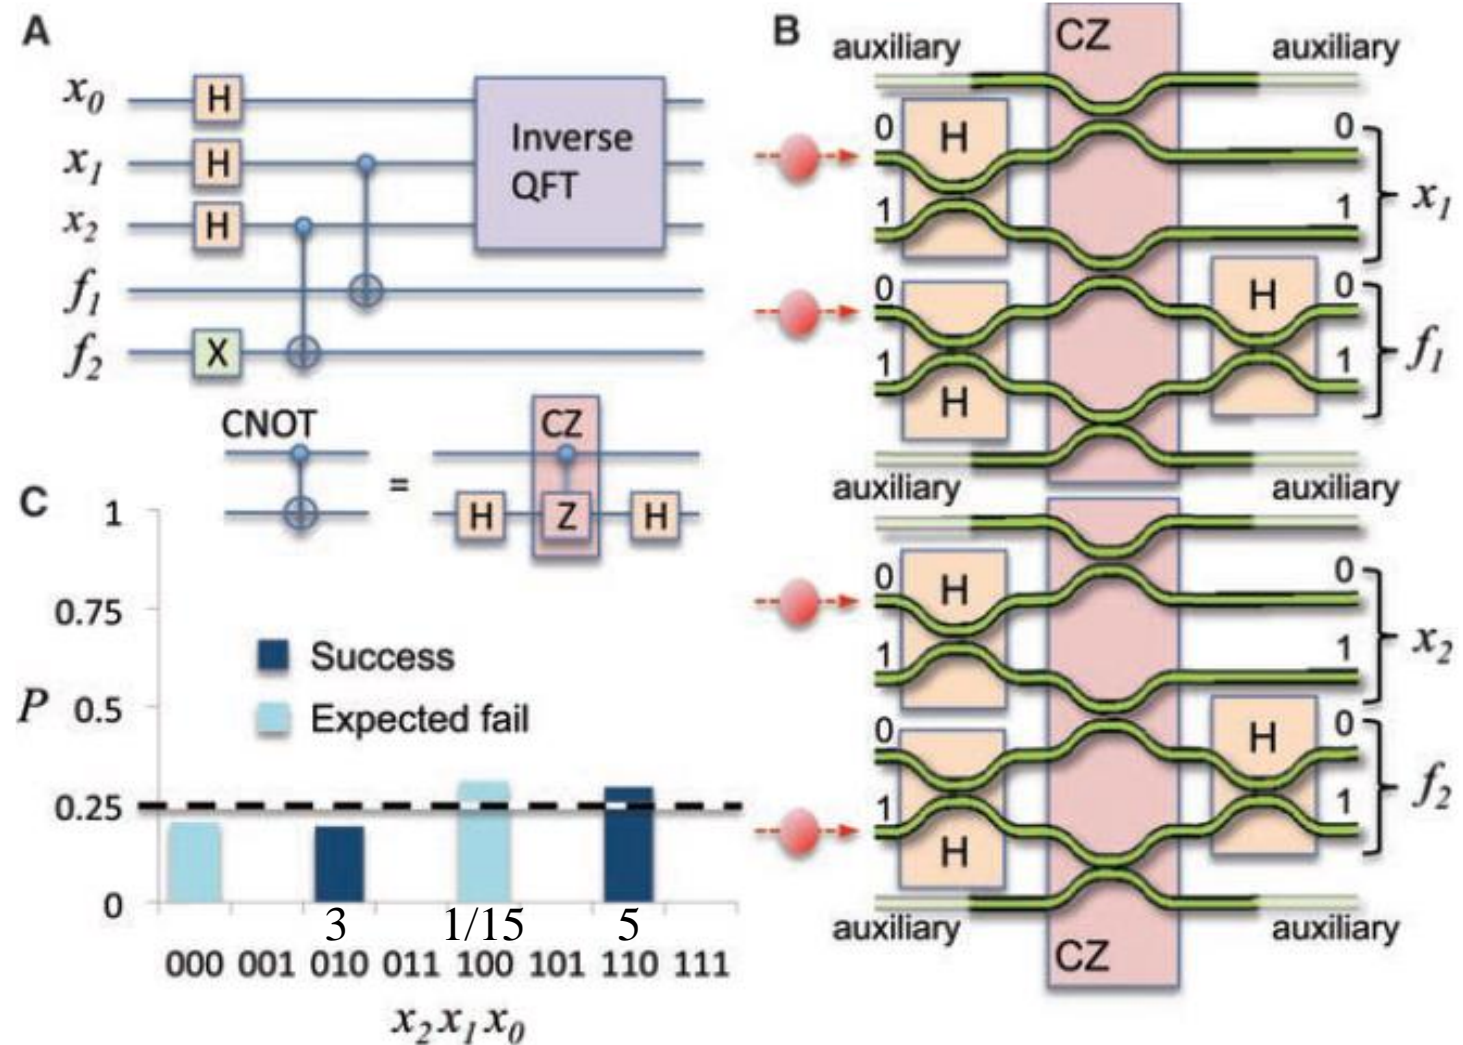 A
x0
H
x1
H
x2
H
f1
f2
X
Inverse
QFT
CNOT
=
CZ
H
Z
H
B
auxiliary
CZ
auxiliary
0
H
0
1
1
x1
0
H
0
1
H
1
f1
auxiliary
auxiliary
0
H
0
1
1
x2
0
H
0
1
H
1
f2
auxiliary
CZ
auxiliary
C
1
0.75
Success
P 0.5
Expected fail
0.25
0
3 1/15 5
000 001 010 011 100 101 110 111
x2 x1 x0